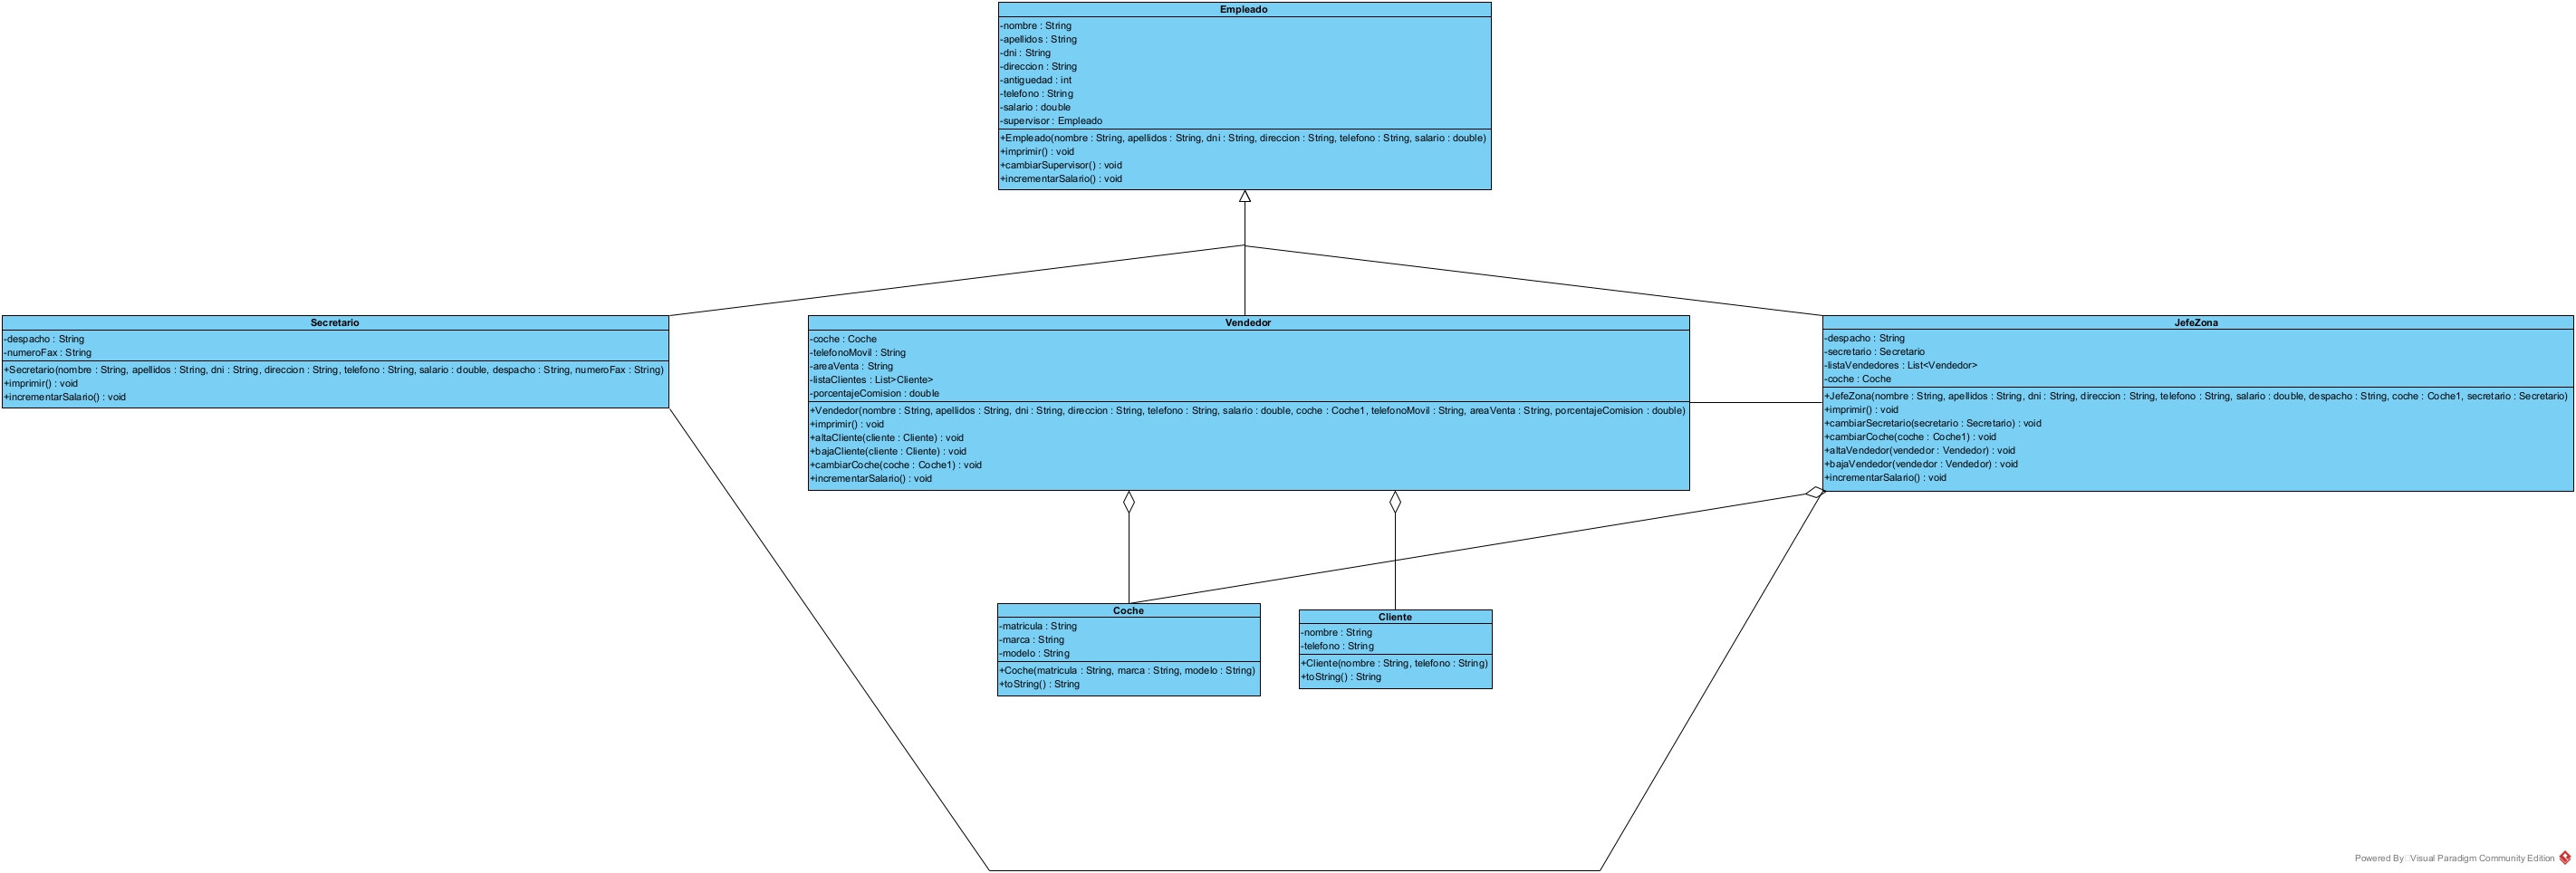 Empleado
-nombre : String
-apellidos : String
-dni : String
-direccion : String
-antiguedad : int
-telefono : String
-salario : double
-supervisor : Empleado
+Empleado(nombre : String, apellidos : String, dni : String, direccion : String, telefono : String, salario : double)
+imprimir() : void
+cambiarSupervisor() : void
+incrementarSalario() : void
Secretario
-despacho : String
-numeroFax : String
+Secretario(nombre : String, apellidos : String, dni : String, direccion : String, telefono : String, salario : double, despacho : String, numeroFax : String)
+imprimir() : void
+incrementarSalario() : void
Vendedor
-coche : Coche
-telefonoMovil : String
-areaVenta : String
-listaClientes : List>Cliente>
-porcentajeComision : double
+Vendedor(nombre : String, apellidos : String, dni : String, direccion : String, telefono : String, salario : double, coche : Coche1, telefonoMovil : String, areaVenta : String, porcentajeComision : double)
+imprimir() : void
+altaCliente(cliente : Cliente) : void
+bajaCliente(cliente : Cliente) : void
+cambiarCoche(coche : Coche1) : void
+incrementarSalario() : void
JefeZona
-despacho : String
-secretario : Secretario
-listaVendedores : List<Vendedor>
-coche : Coche
+JefeZona(nombre : String, apellidos : String, dni : String, direccion : String, telefono : String, salario : double, despacho : String, coche : Coche1, secretario : Secretario)
+imprimir() : void
+cambiarSecretario(secretario : Secretario) : void
+cambiarCoche(coche : Coche1) : void
+altaVendedor(vendedor : Vendedor) : void
+bajaVendedor(vendedor : Vendedor) : void
+incrementarSalario() : void
Coche
-matricula : String
-marca : String
-modelo : String
+Coche(matricula : String, marca : String, modelo : String)
+toString() : String
Cliente
-nombre : String
-telefono : String
+Cliente(nombre : String, telefono : String)
+toString() : String
Powered By Visual Paradigm Community Edition